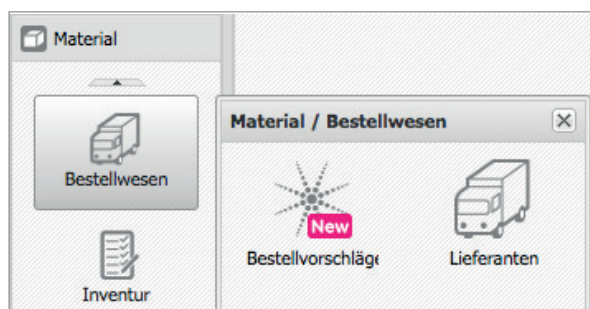 Material
Bestellwesen
Inventur
Material / Bestellwesen
New
Bestellvorschläge
Lieferanten